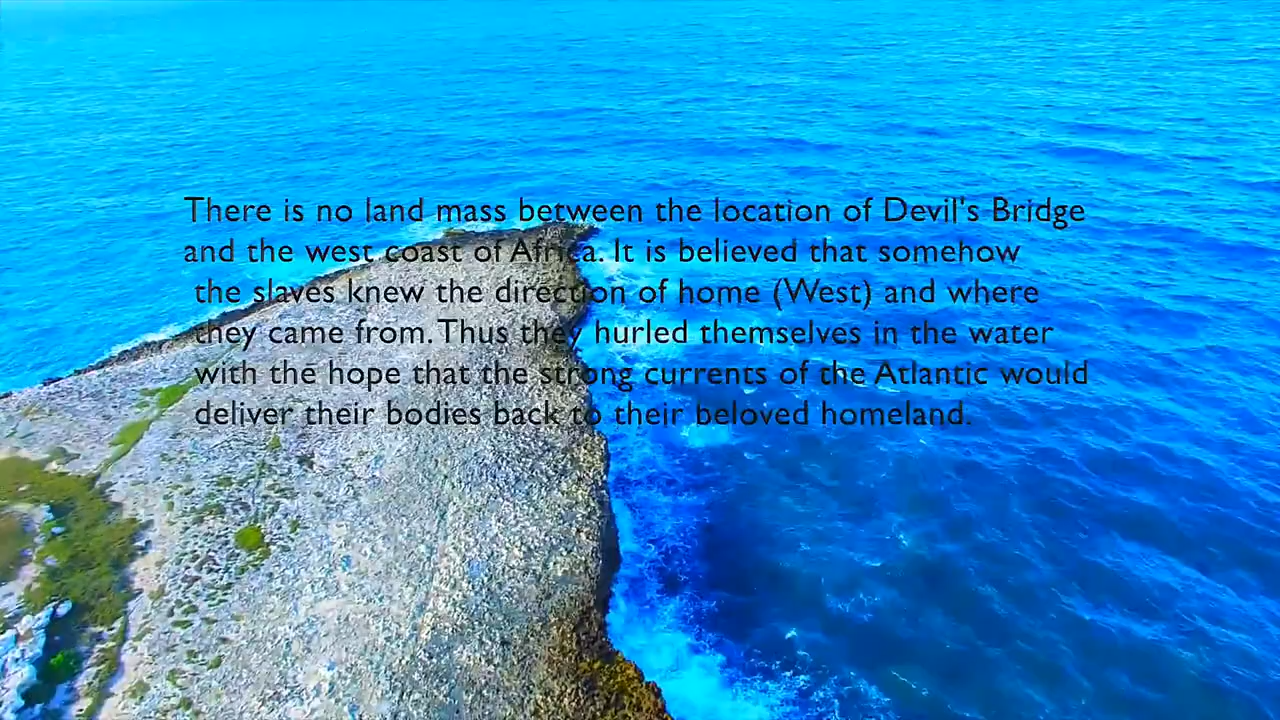 There is no land mass between the location of Devil's Bridge
and the west coast of Africa. It is believed that somehow
the slaves knew the direction of home (West) and where
they came from. Thus they hurled themselves in the water
with the hope that the strong currents of the Atlantic would
deliver their bodies back to their beloved homeland.